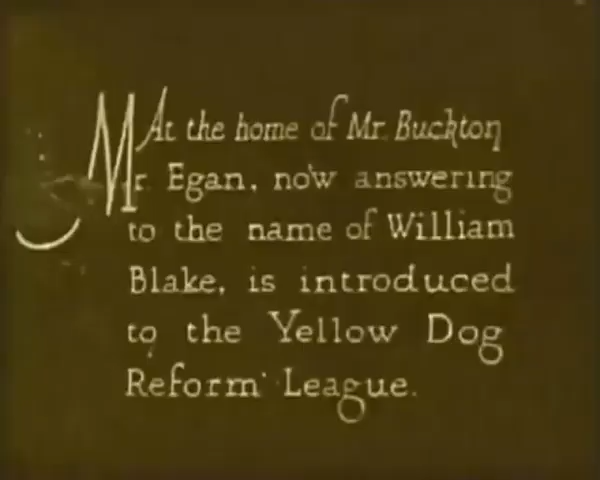 At the home of Mr. Buckton
Mr. Egan, now answering
to the name of William
Blake, is introduced
to the Yellow Dog
Reform League.